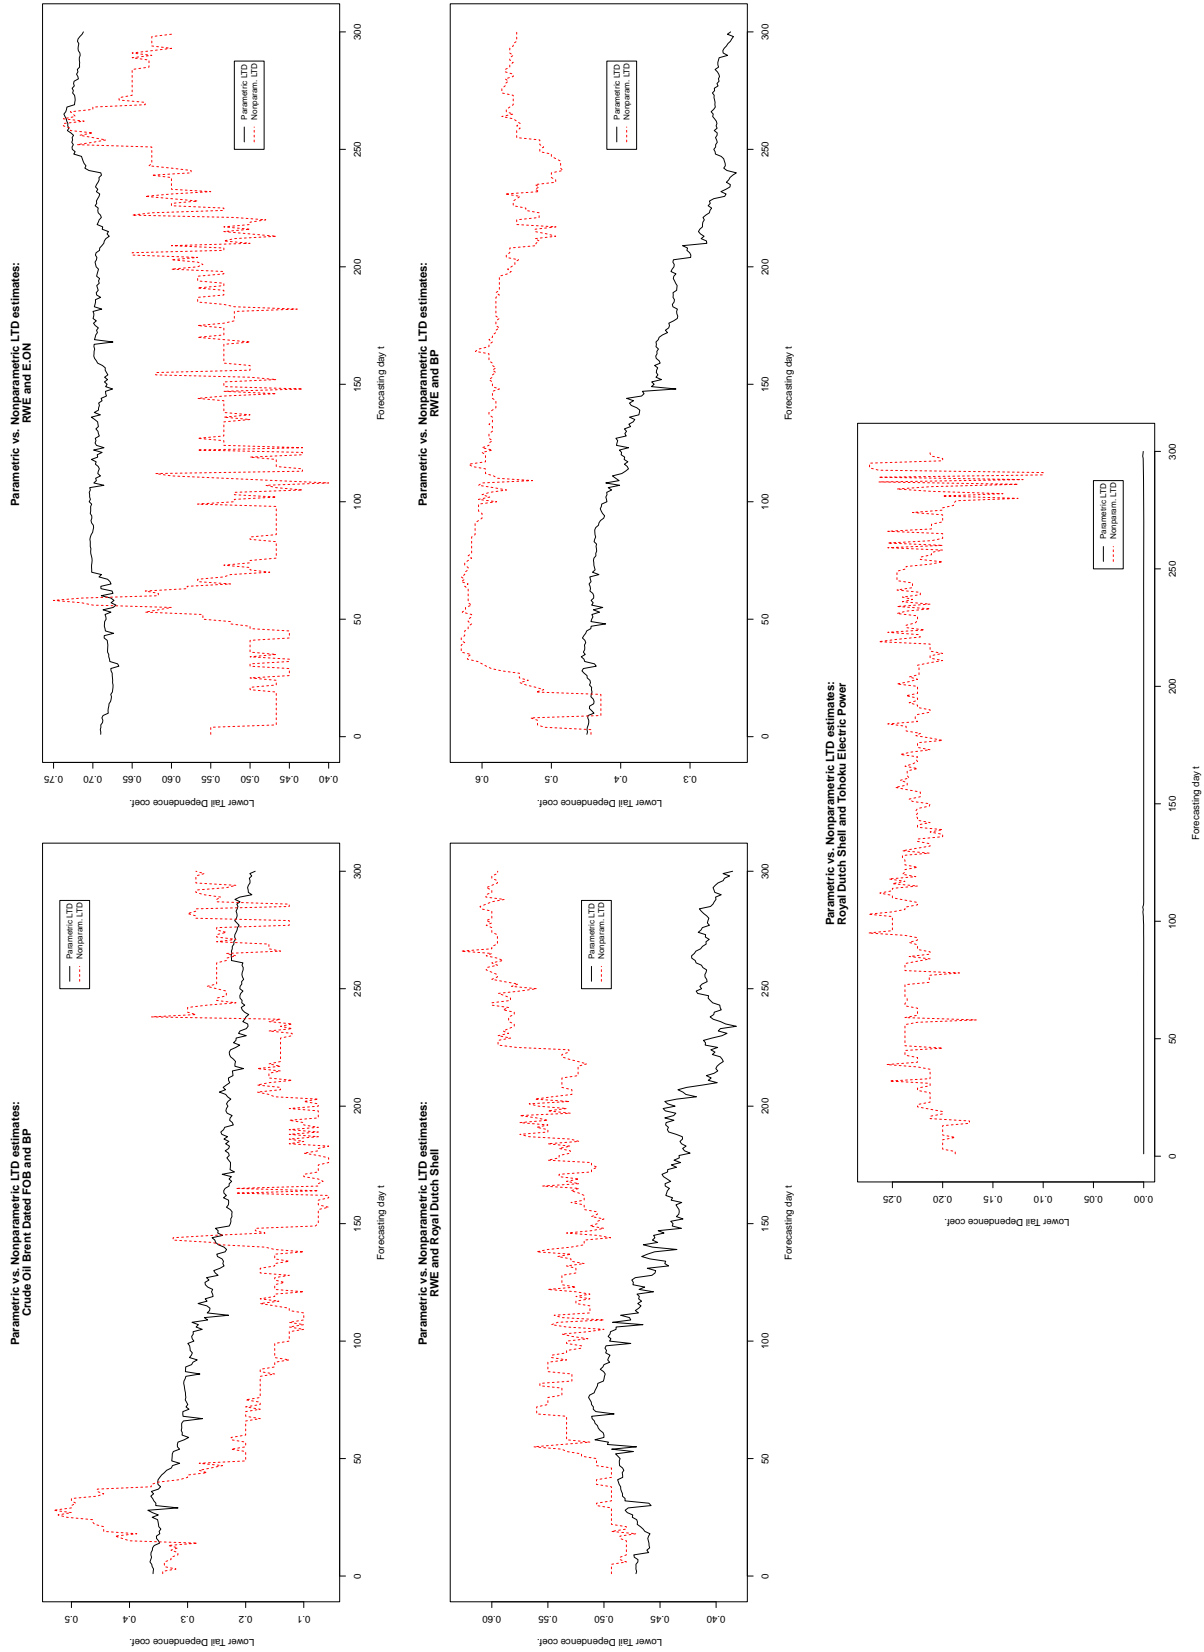 Parametric vs. Nonparametric LTD estimates:
Crude Oil Brent Dated FOB and BP
Lower Tail Dependence coef.
0.5
0.4
0.3
0.2
0.1
Parametric LTD
Nonparam. LTD
0 50 100 150 200 250 300
Forecasting day t
Parametric vs. Nonparametric LTD estimates:
RWE and E.ON
Lower Tail Dependence coef.
0.75
0.70
0.65
0.60
0.55
0.50
0.45
0.40
Parametric LTD
Nonparam. LTD
0 50 100 150 200 250 300
Forecasting day t
Parametric vs. Nonparametric LTD estimates:
RWE and Royal Dutch Shell
Lower Tail Dependence coef.
0.60
0.55
0.50
0.45
0.40
Parametric LTD
Nonparam. LTD
0 50 100 150 200 250 300
Forecasting day t
Parametric vs. Nonparametric LTD estimates:
RWE and BP
Lower Tail Dependence coef.
0.6
0.5
0.4
0.3
Parametric LTD
Nonparam. LTD
0 50 100 150 200 250 300
Forecasting day t
Parametric vs. Nonparametric LTD estimates:
Royal Dutch Shell and Tohoku Electric Power
Lower Tail Dependence coef.
0.25
0.20
0.15
0.10
0.05
0.00
Parametric LTD
Nonparam. LTD
0 50 100 150 200 250 300
Forecasting day t